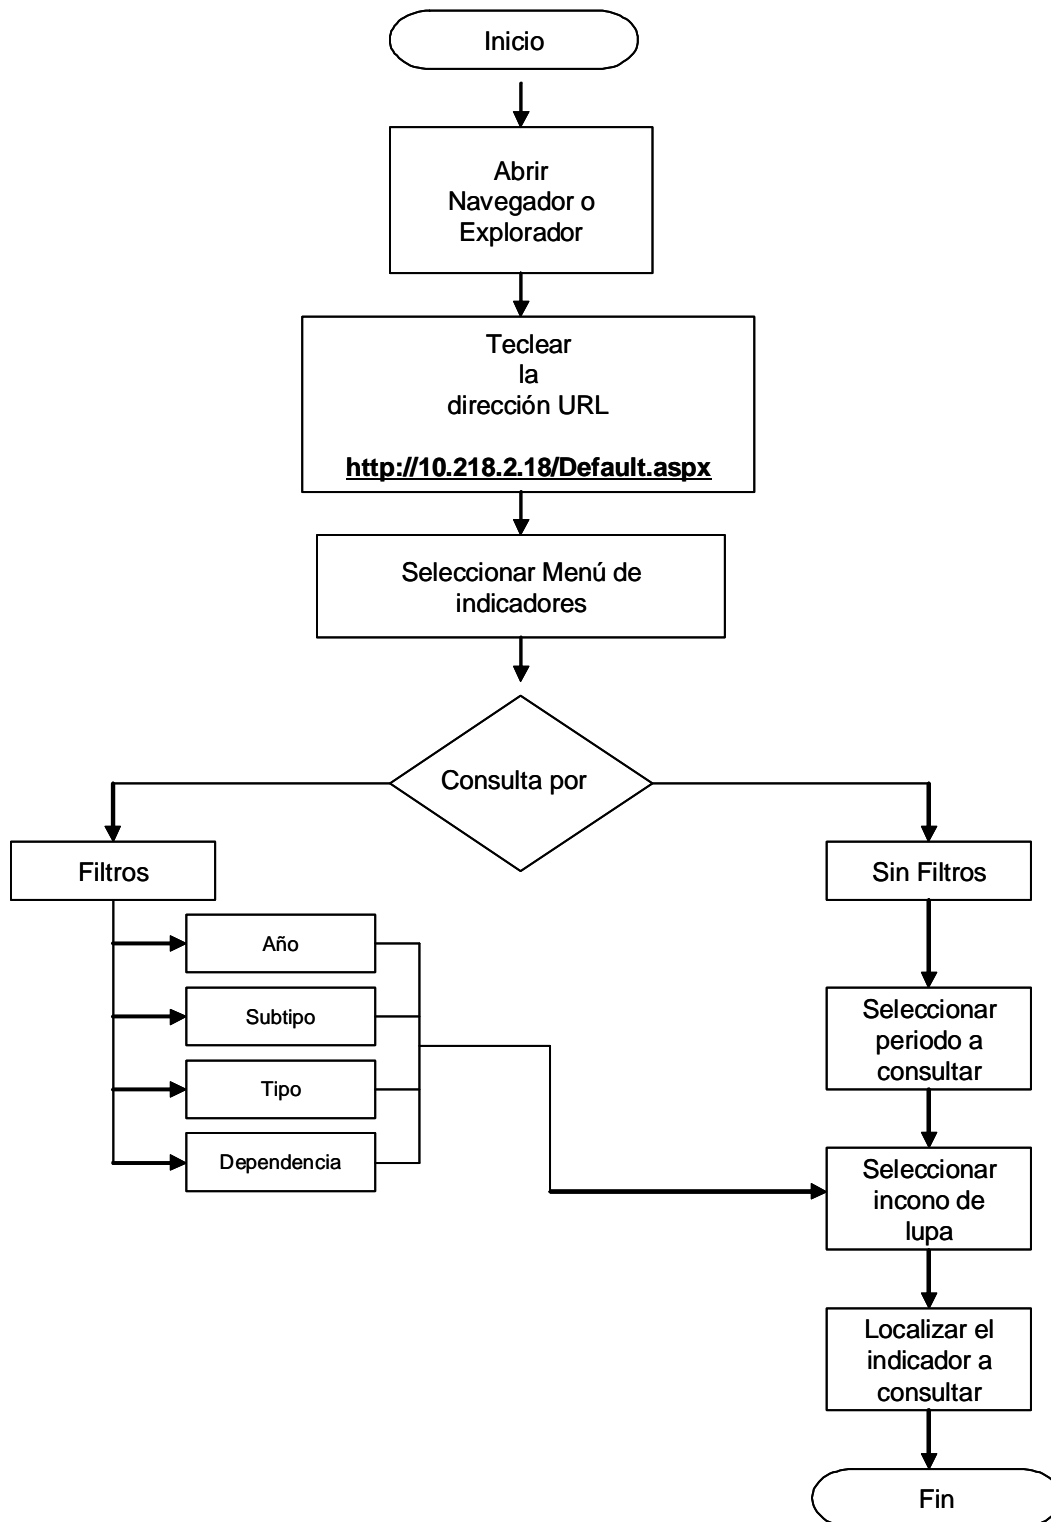 Inicio
Abrir
Navegador o
Explorador
Teclear
la
dirección URL
http://10.218.2.18/Default.aspx
Seleccionar Menú de
indicadores
Consulta por
Filtros
Sin Filtros
Año
Subtipo
Tipo
Dependencia
Seleccionar
periodo a
consultar
Seleccionar
incono de
lupa
Localizar el
indicador a
consultar
Fin